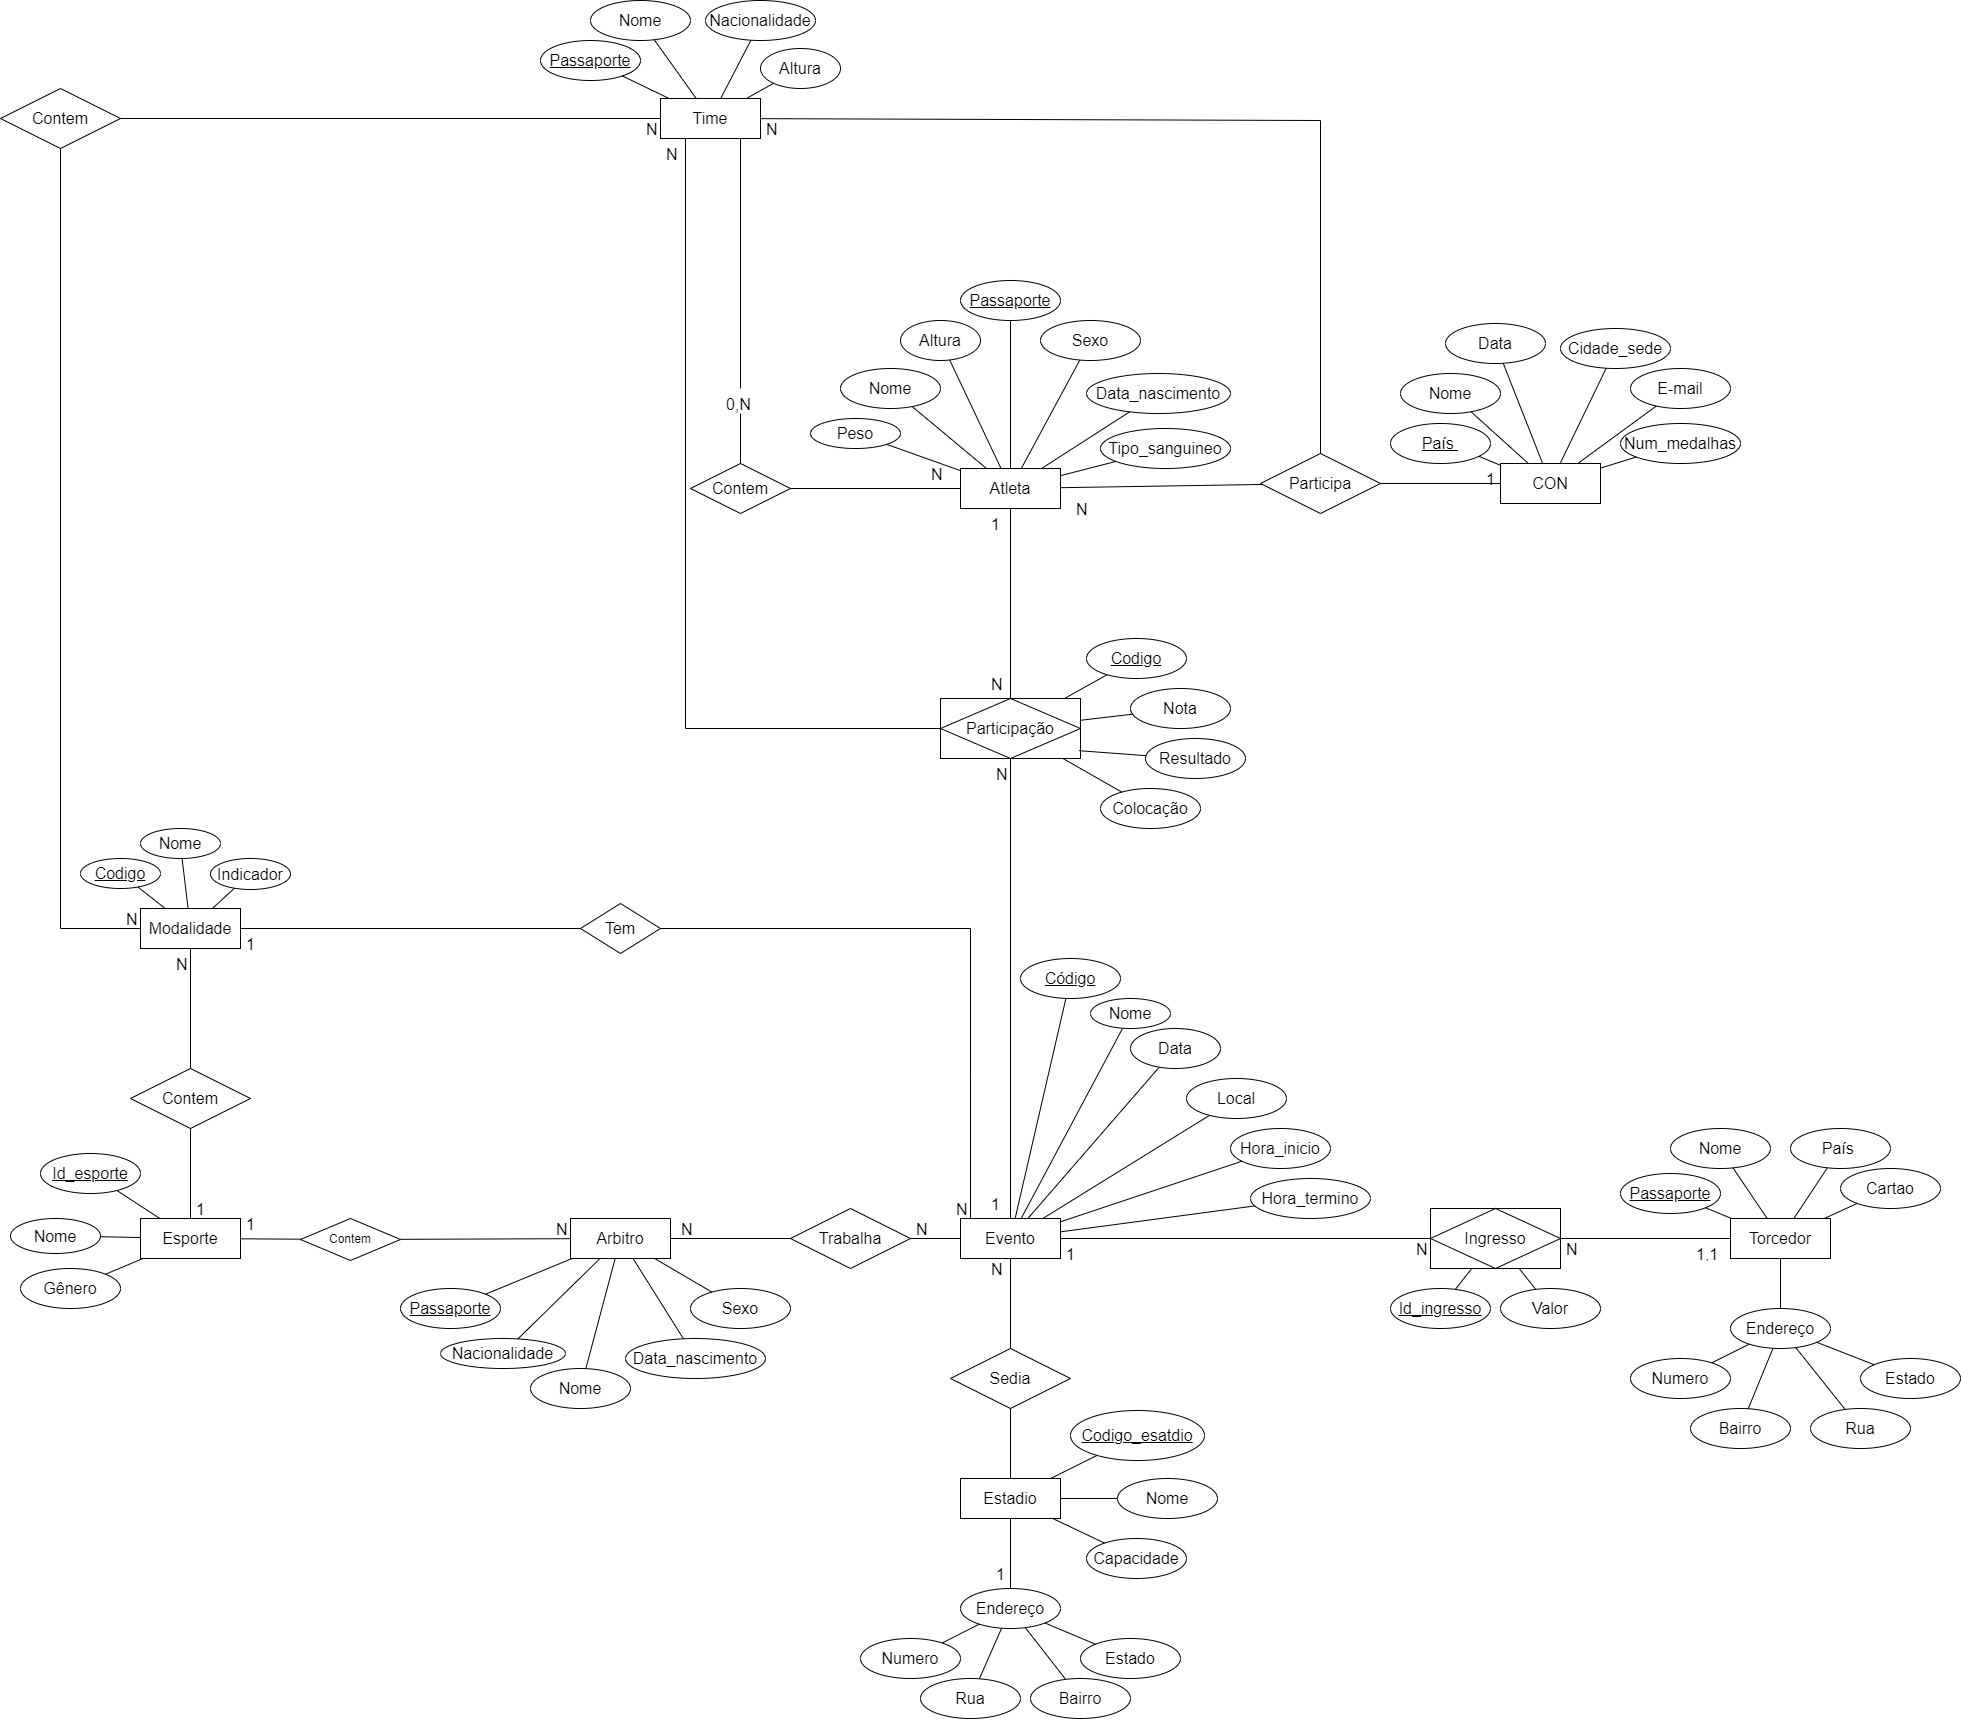 Nome
Nacionalidade
Passaporte
Altura
Contem
Time
N
N
N
Passaporte
Altura
Sexo
Data
Cidade_sede
Nome
Data_nascimento
Nome
E-mail
0,N
Peso
Tipo_sanguineo
País
Num_medalhas
Contem
N
Atleta
N
Participa
1
CON
1
Codigo
N
Nota
Participação
Resultado
N
Colocação
Nome
Codigo
Indicador
N
Modalidade
1
Tem
N
Código
Nome
Data
Contem
Local
Nome
País
Hora_inicio
Id_esporte
Passaporte
Cartao
Hora_termino
1
1
N
Nome
Esporte
1
Contem
N
Arbitro
N
Trabalha
N
Evento
1
N
Ingresso
N
1,1
Torcedor
N
Gênero
Passaporte
Sexo
Id_ingresso
Valor
Endereço
Nacionalidade
Data_nascimento
Nome
Sedia
Numero
Estado
Bairro
Rua
Codigo_esatdio
Estadio
Nome
Capacidade
1
Endereço
Numero
Estado
Rua
Bairro